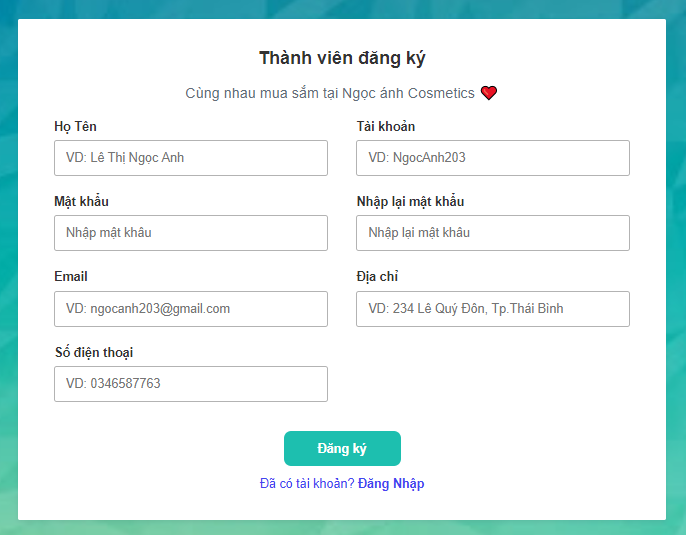 Thành viên đăng ký
Cùng nhau mua sắm tại Ngọc ánh Cosmetics
Họ Tên
Tài khoản
VD: Lê Thị Ngọc Anh
VD: NgocAnh203
Mật khẩu
Nhập lại mật khẩu
Nhập mật khẩu
Nhập lại mật khẩu
Email
Địa chỉ
VD: ngocanh203@gmail.com
VD: 234 Lê Quý Đôn, Tp.Thái Bình
Số điện thoại
VD: 0346587763
Đăng ký
Đã có tài khoản? Đăng Nhập